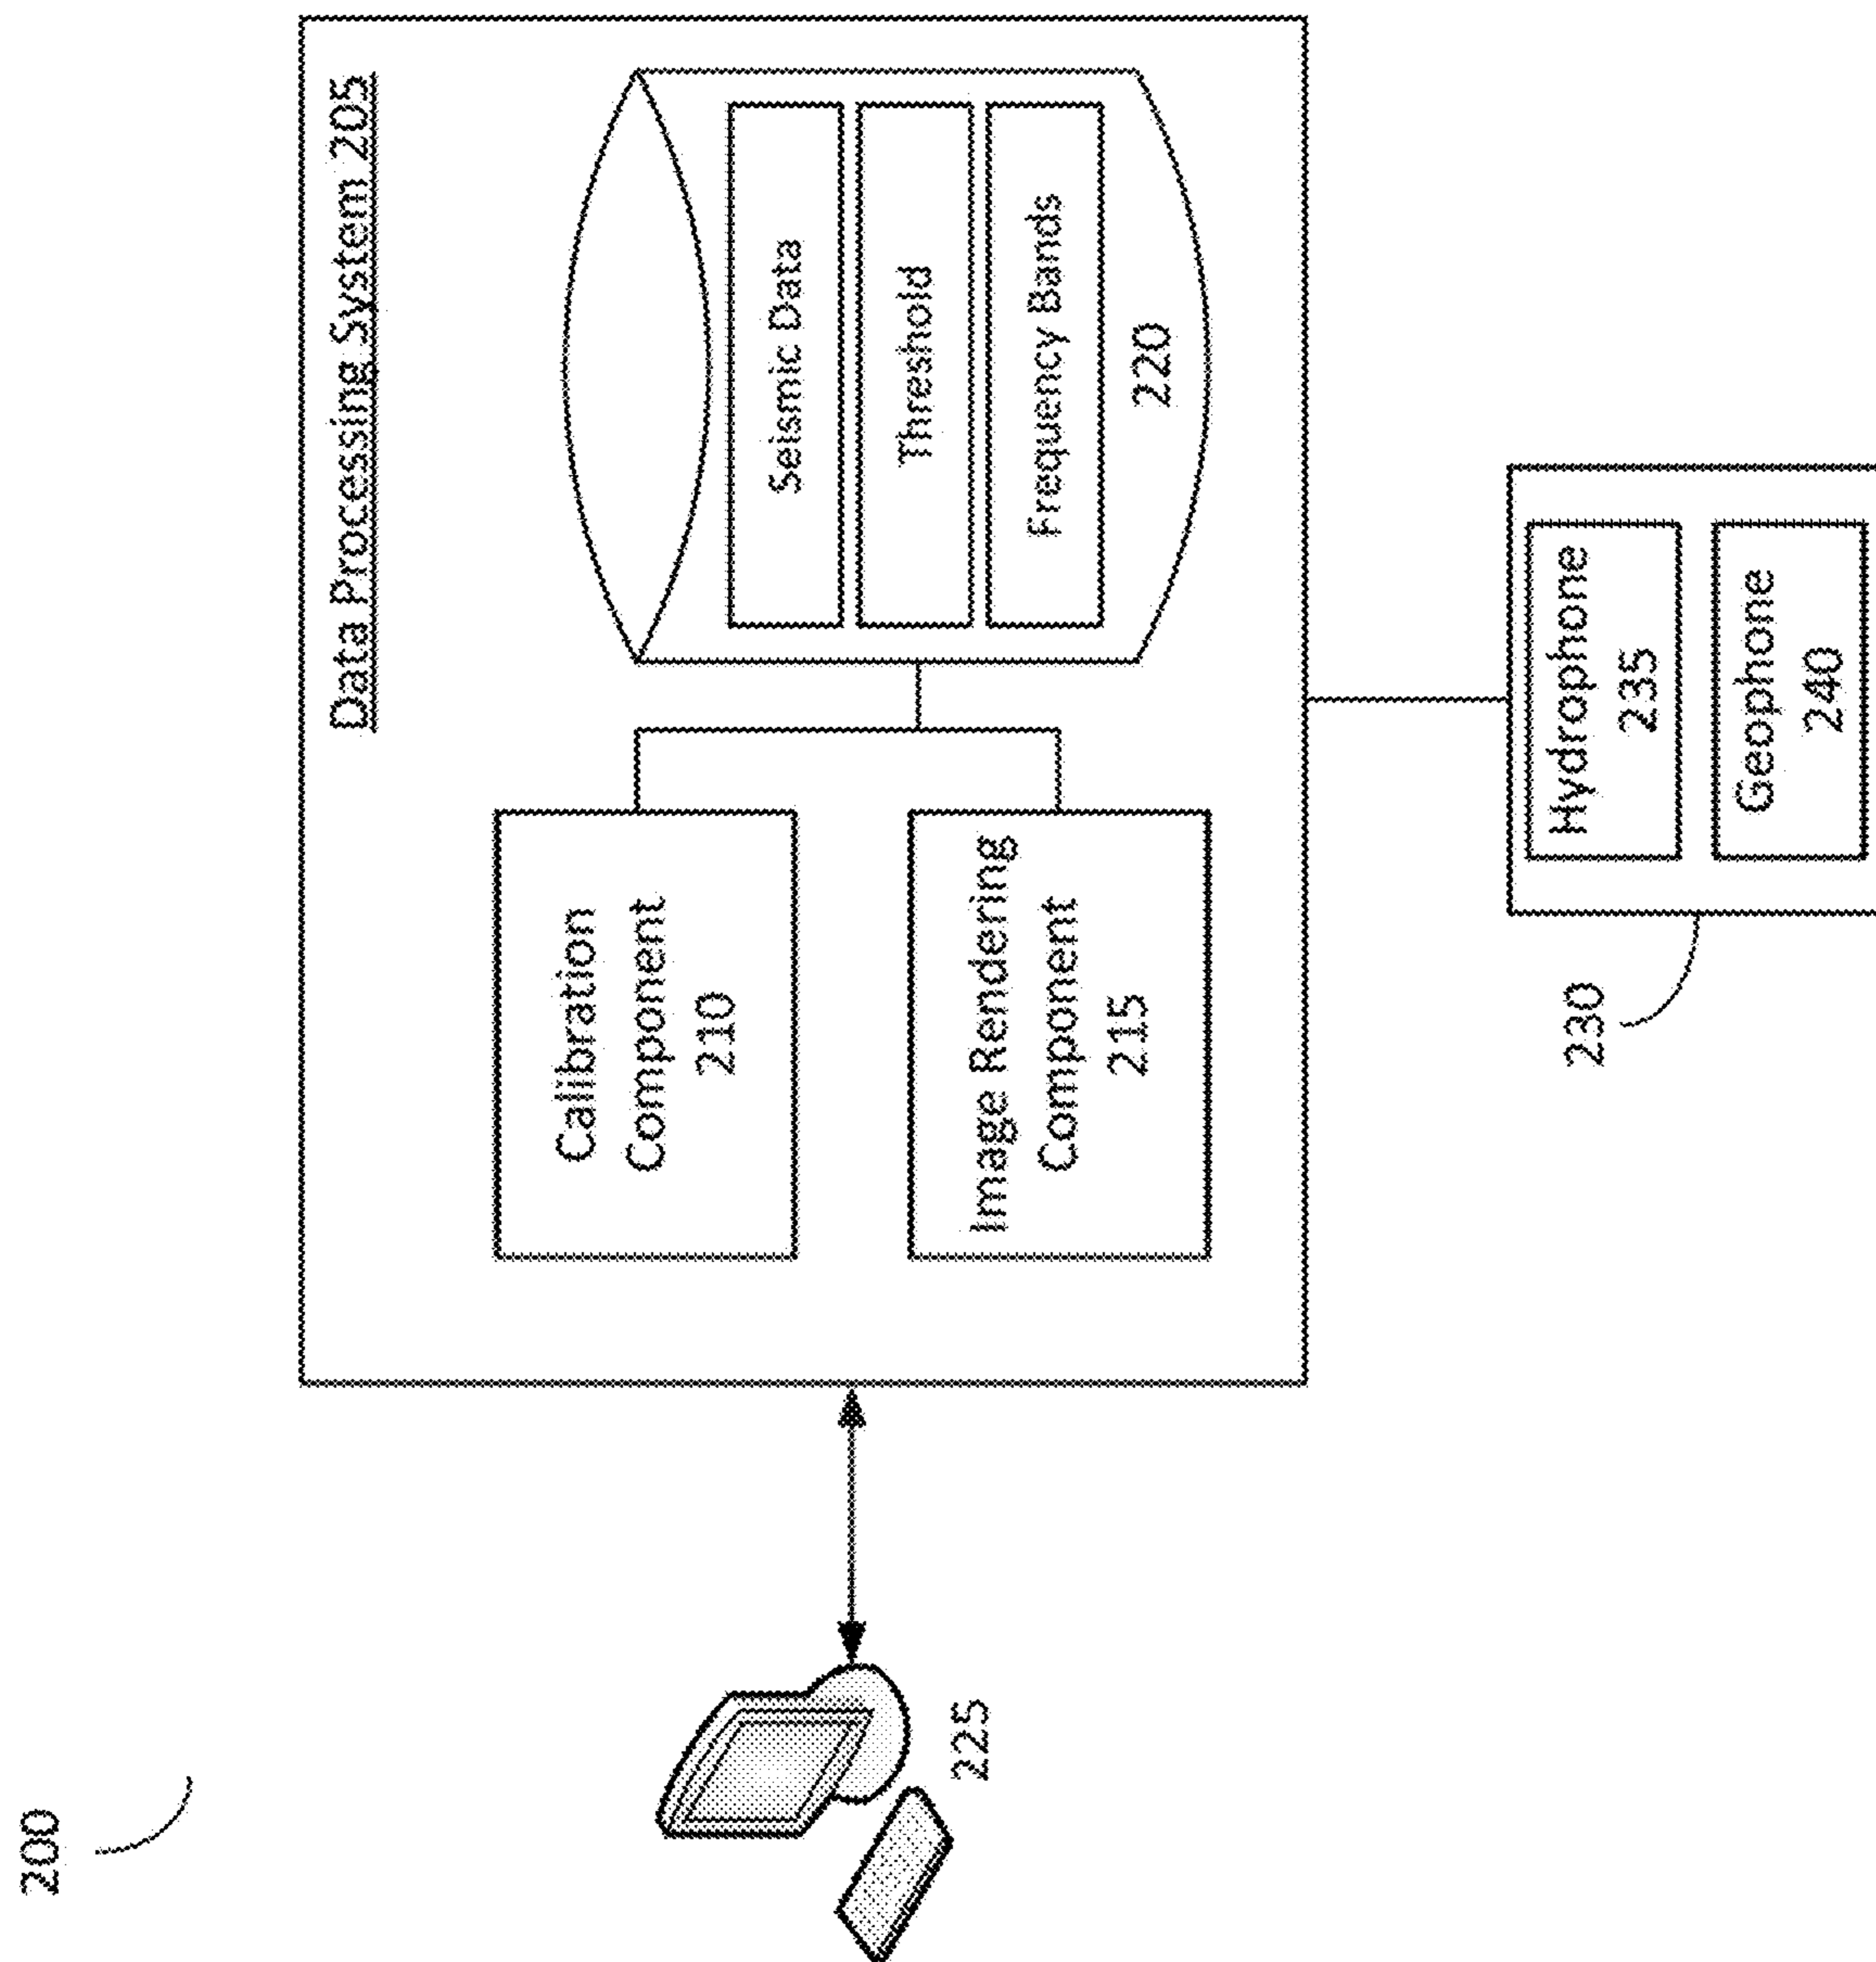 200
Data Processing System 205
Calibration
Component
210
Image Rendering
Component
215
Seismic Data
Threshold
Frequency Bands
220
225
230
Hydrophone
235
Geophone
240